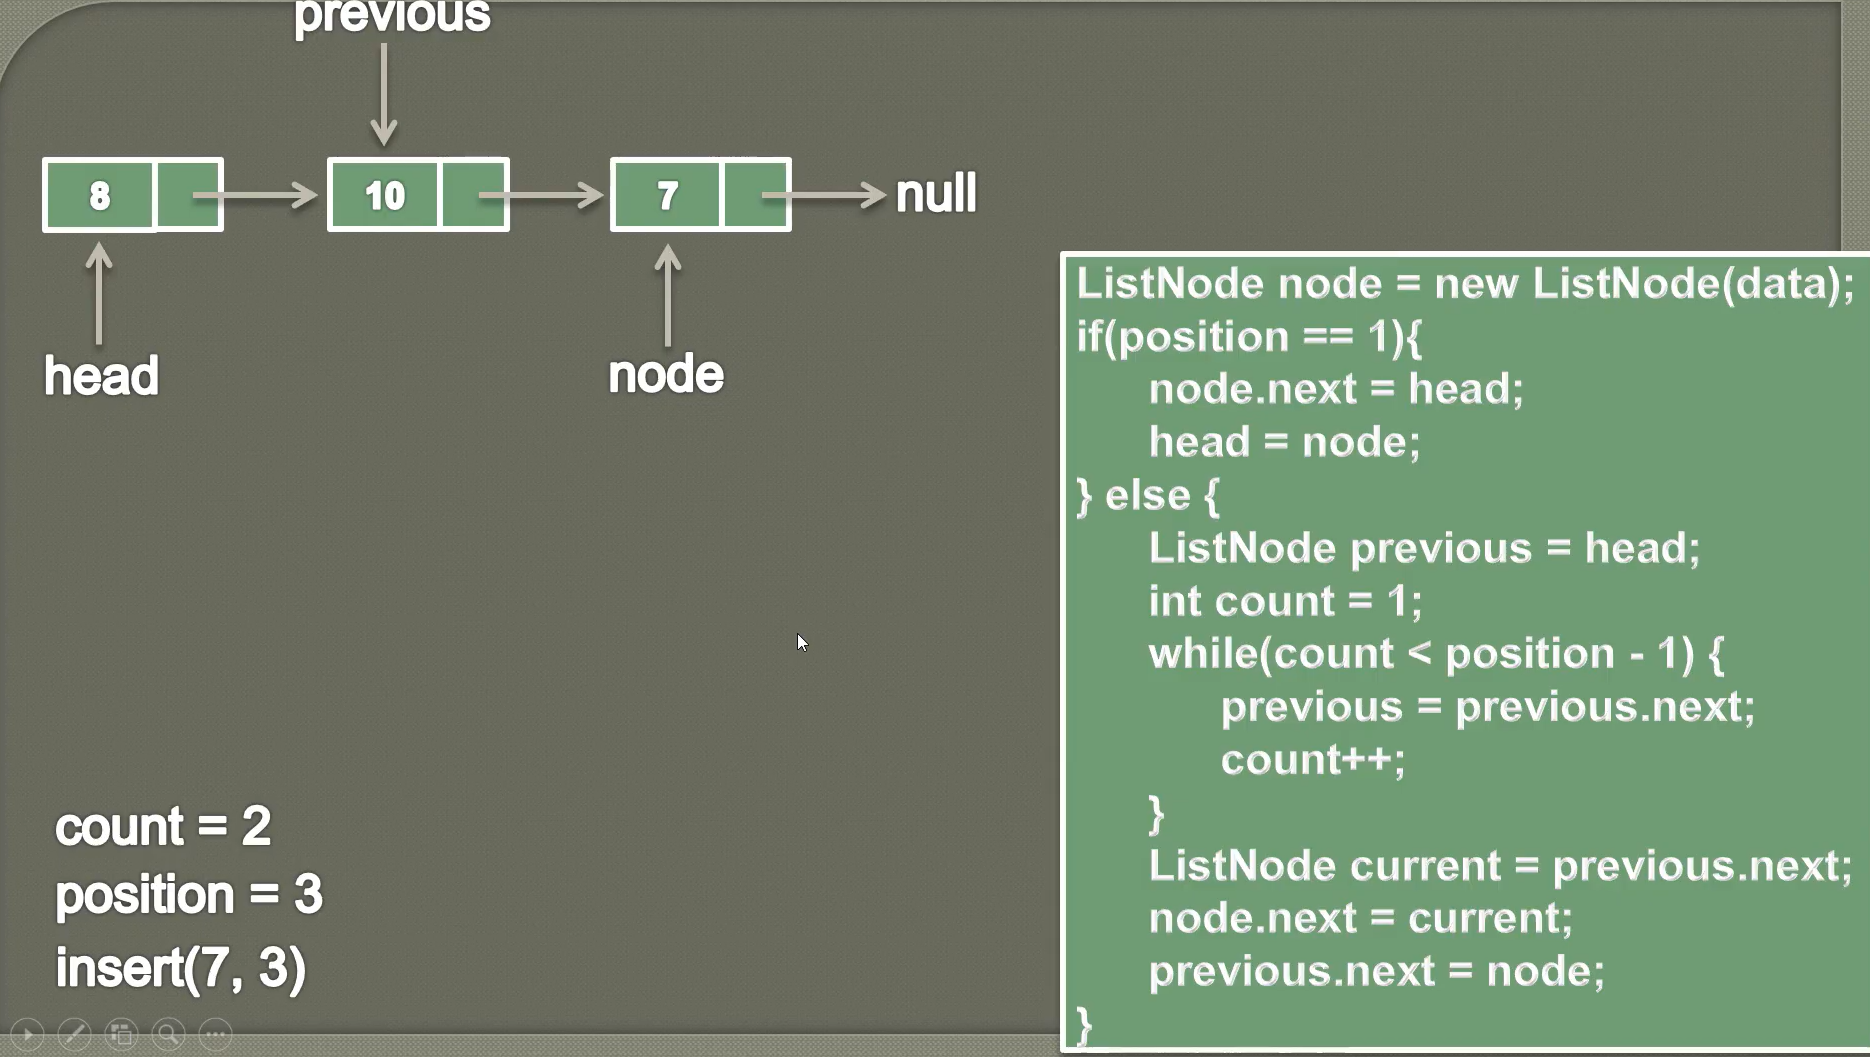 previous
8 10 7 null
head node
ListNode node = new ListNode(data);
if(position == 1){
node.next = head;
head = node;
} else {
ListNode previous = head;
int count = 1;
while(count < position - 1) {
previous = previous.next;
count++;
}
ListNode current = previous.next;
node.next = current;
previous.next = node;
}
count = 2
position = 3
insert(7, 3)